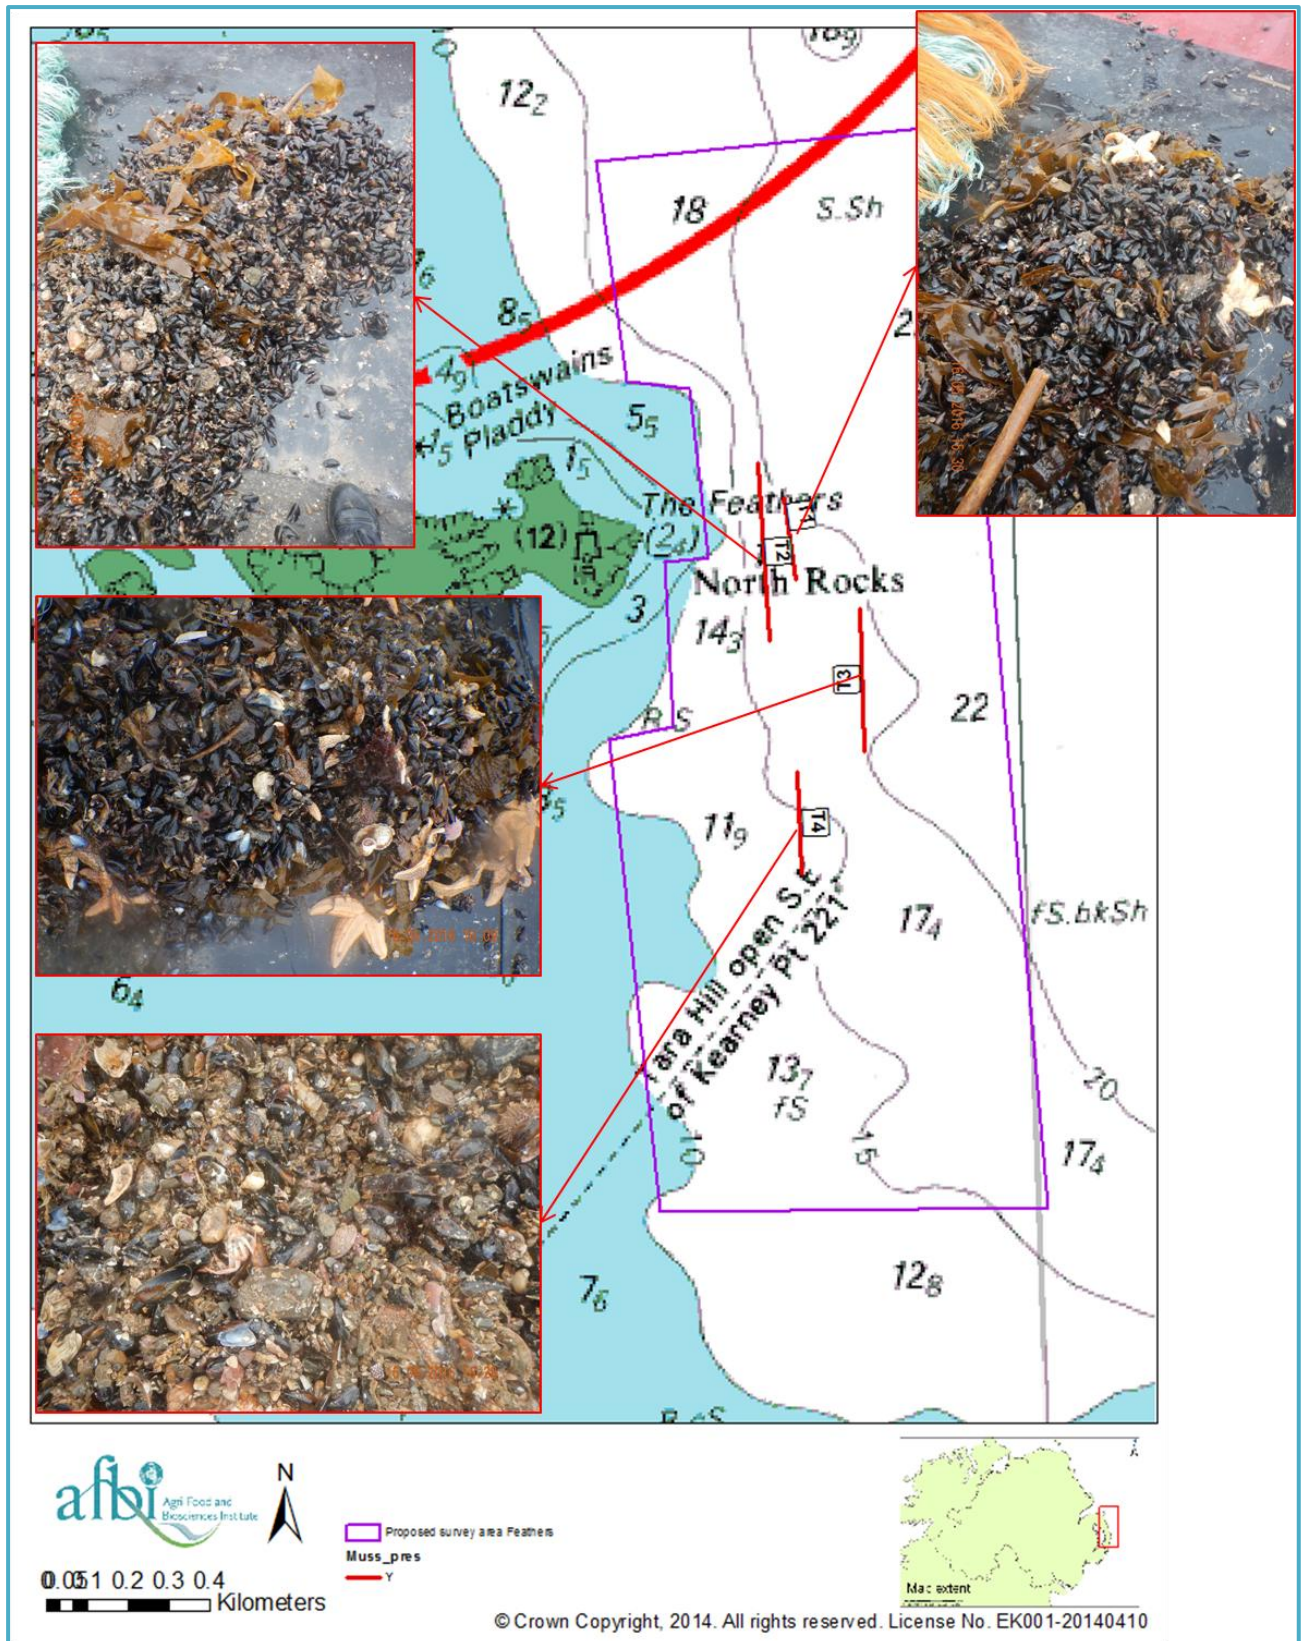 12₂
18₉
18
S.Sh
8₅
4₉
Boatswains
Pladdy
5₅
1₅
The Feathers
(2₄)
(12)
T1
T2
North Rocks
3
14₃
T3
22
R.S
11₉
T4
17₄
fS.bkSh
6₄
Tara Hill open S.E
of Kearney Pt 221°
13₇
fS
20
10
15
17₄
7₆
12₈
afbi Agri Food and
Biosciences Institute
N
Proposed survey area Feathers
Muss_pres
Y
0.1 0.2 0.3 0.4
Kilometers
Map extent
© Crown Copyright, 2014. All rights reserved. License No. EK001-20140410